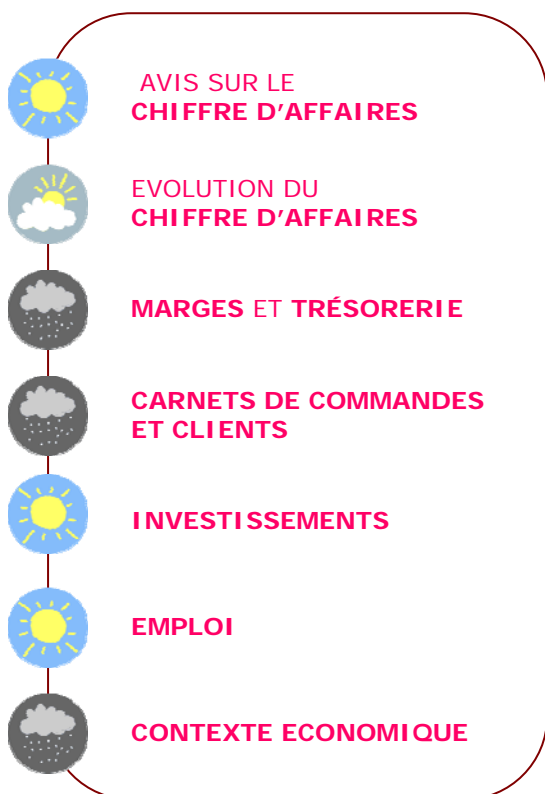 AVIS SUR LE
CHIFFRE D’AFFAIRES
EVOLUTION DU
CHIFFRE D’AFFAIRES
MARGES ET TRÉSORERIE
CARNETS DE COMMANDES
ET CLIENTS
INVESTISSEMENTS
EMPLOI
CONTEXTE ECONOMIQUE